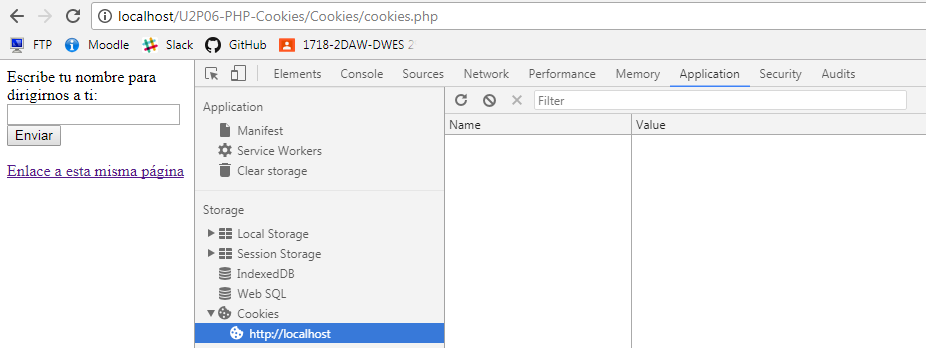 localhost/U2P06-PHP-Cookies/Cookies/cookies.php
FTP Moodle Slack GitHub 1718-2DAW-DWES 2
Escribe tu nombre para
dirigirnos a ti:
Enviar
Enlace a esta misma página
Elements Console Sources Network Performance Memory Application Security Audits
Application
Manifest
Service Workers
Clear storage
Storage
Local Storage
Session Storage
IndexedDB
Web SQL
Cookies
http://localhost
Filter
Name Value